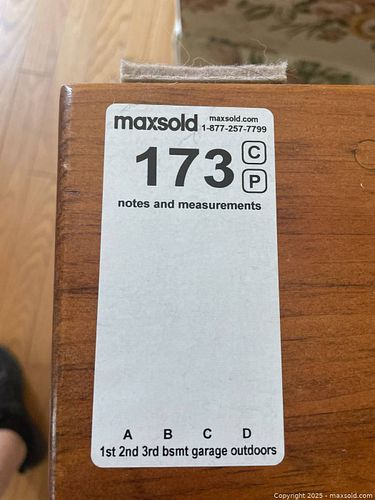 maxsold maxsold.com
1-877-257-7799
173 C
P
notes and measurements
A B C D
1st 2nd 3rd bsmt garage outdoors
Copyright © 2025 - maxsold.com